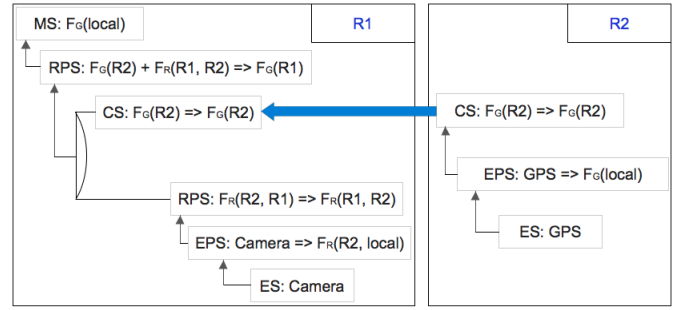 MS: FG(local)
R1
RPS: FG(R2) + FR(R1, R2) => FG(R1)
CS: FG(R2) => FG(R2)
RPS: FR(R2, R1) => FR(R1, R2)
EPS: Camera => FR(R2, local)
ES: Camera
R2
CS: FG(R2) => FG(R2)
EPS: GPS => FG(local)
ES: GPS